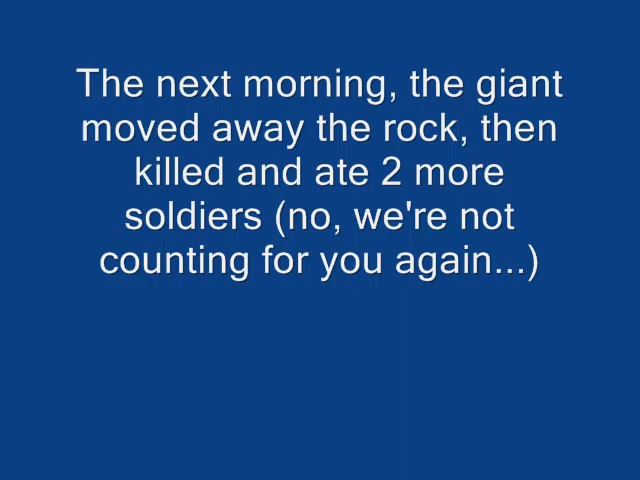 The next morning, the giant
moved away the rock, then
killed and ate 2 more
soldiers (no, we're not
counting for you again...)